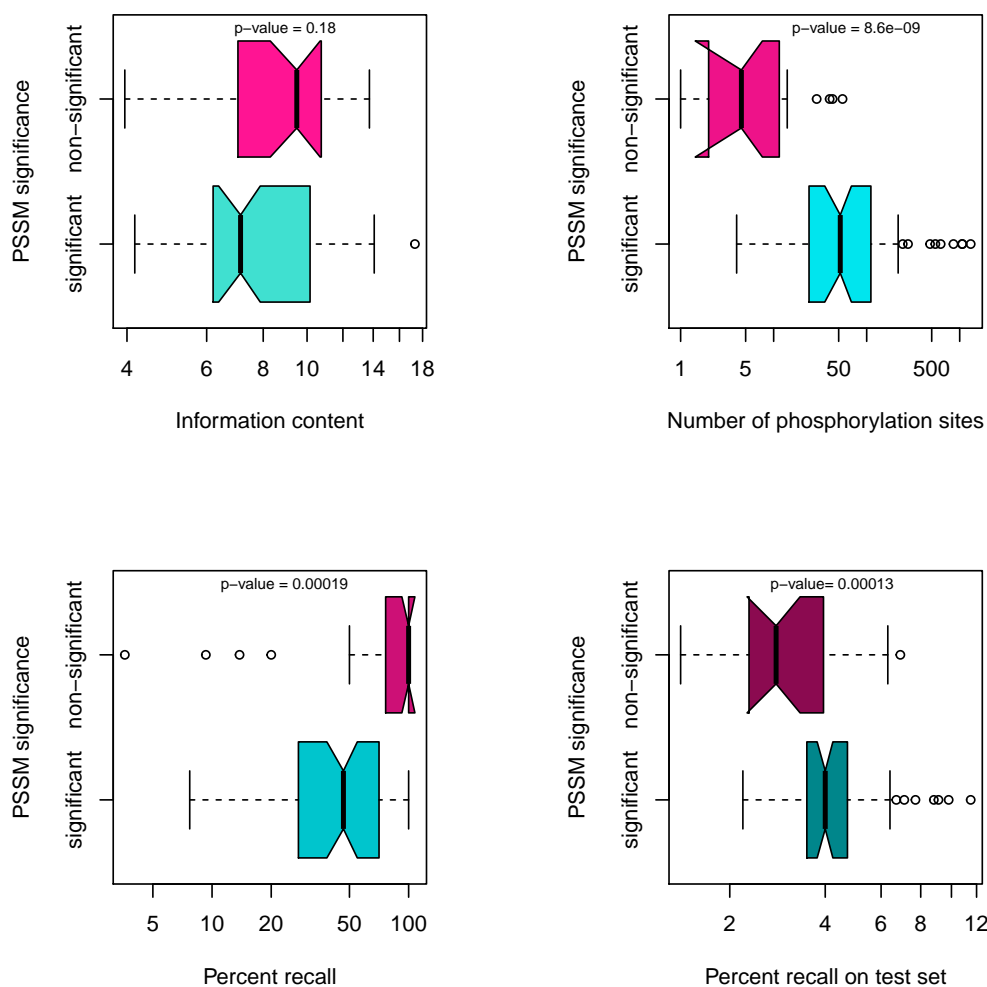 p−value = 0.18
PSSM significance
non−significant
significant
4 6 8 10 14 18
Information content
p−value = 8.6e−09
PSSM significance
non−significant
significant
1 5 50 500
Number of phosphorylation sites
p−value = 0.00019
PSSM significance
non−significant
significant
5 10 20 50 100
Percent recall
p−value= 0.00013
PSSM significance
non−significant
significant
2 4 6 8 12
Percent recall on test set